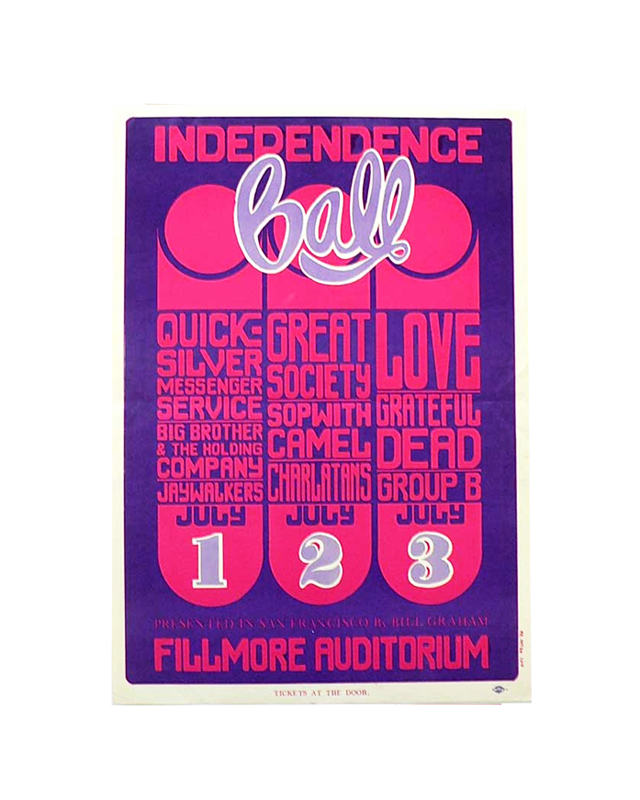 INDEPENDENCE
Ball
QUICK-
SILVER
MESSENGER
SERVICE
BIG BROTHER
& THE HOLDING
COMPANY
JAYWALKERS
JULY
1
GREAT
SOCIETY
SOPWITH
CAMEL
CHARLATANS
JULY
2
LOVE
GRATEFUL
DEAD
GROUP B
JULY
3
PRESENTED IN SAN FRANCISCO By BILL GRAHAM
FILLMORE AUDITORIUM
TICKETS AT THE DOOR.